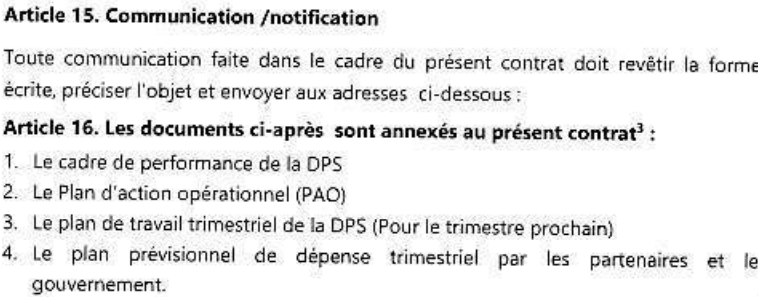 Article 15. Communication /notification
Toute communication faite dans le cadre du présent contrat doit revêtir la forme
écrite, préciser l'objet et envoyer aux adresses ci-dessous :
Article 16. Les documents ci-après sont annexés au présent contrat³ :
1. Le cadre de performance de la DPS
2. Le Plan d'action opérationnel (PAO)
3. Le plan de travail trimestriel de la DPS (Pour le trimestre prochain)
4. Le plan prévisionnel de dépense trimestriel par les partenaires et le
gouvernement.